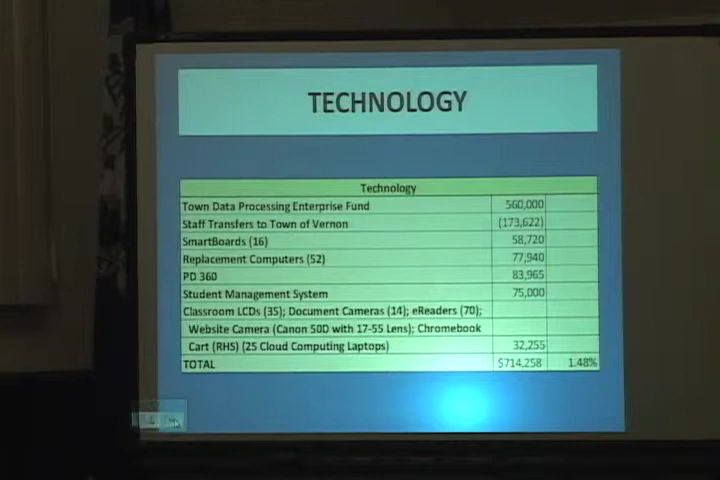 TECHNOLOGY
Technology
Town Data Processing Enterprise Fund 560,000
Staff Transfers to Town of Vernon (173,622)
SmartBoards (16) 58,720
Replacement Computers (52) 77,940
PD 360 83,965
Student Management System 75,000
Classroom LCDs (35); Document Cameras (14); eReaders (70);
Website Camera (Canon 50D with 17-55 Lens); Chromebook
Cart (RHS) (25 Cloud Computing Laptops) 32,255
TOTAL $714,258 1.48%